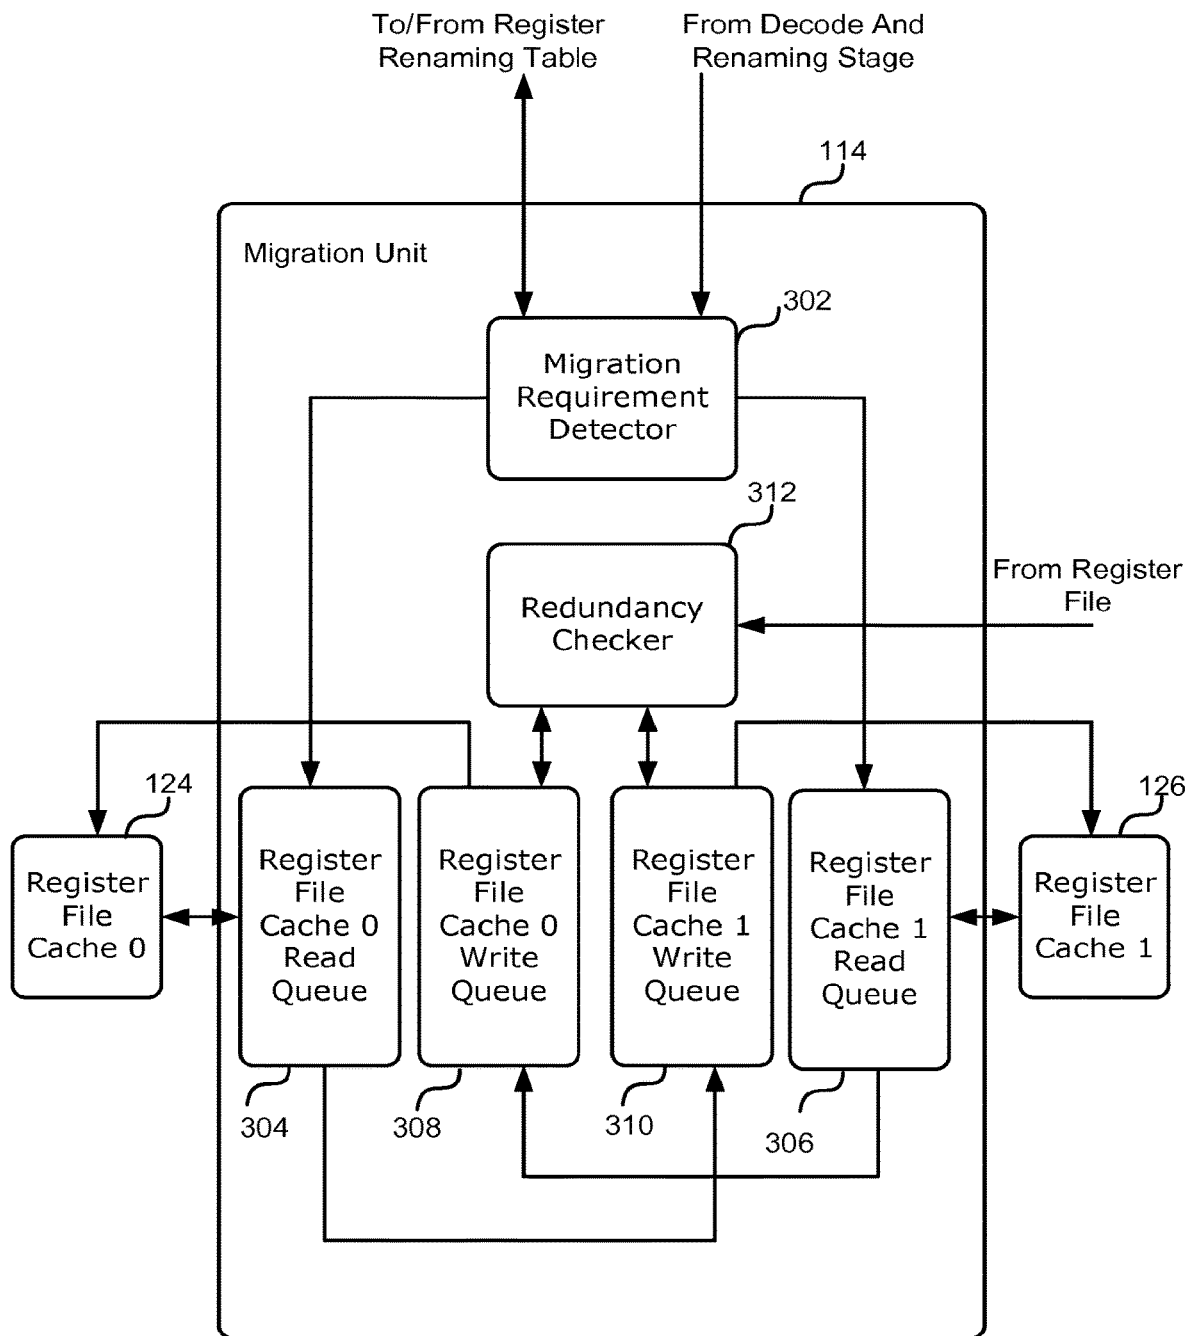 To/From Register
Renaming Table
From Decode And
Renaming Stage
114
Migration Unit
302
Migration
Requirement
Detector
312
Redundancy
Checker
From Register
File
124
Register
File
Cache 0
Register
File
Cache 0
Read
Queue
Register
File
Cache 0
Write
Queue
Register
File
Cache 1
Write
Queue
Register
File
Cache 1
Read
Queue
126
Register
File
Cache 1
304
308
310
306